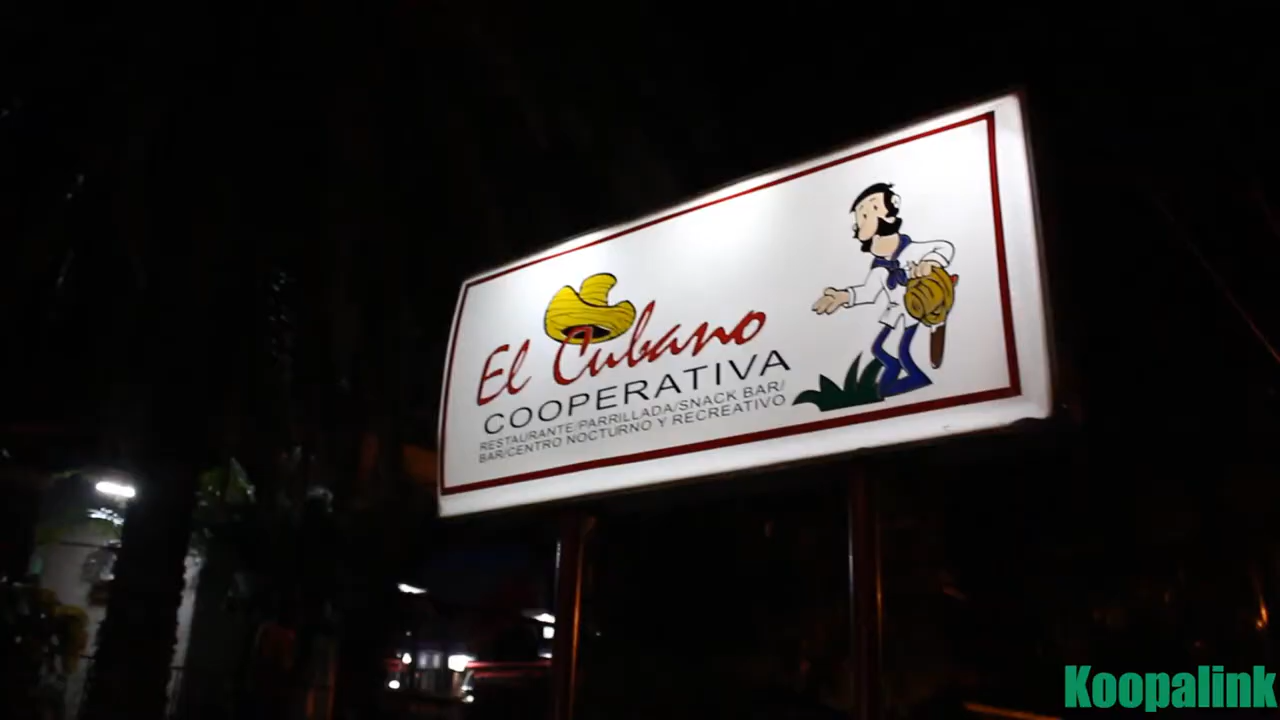 El Cubano
COOPERATIVA
RESTAURANTE/PARRILLADA/SNACK BAR/
BAR/CENTRO NOCTURNO Y RECREATIVO
Koopalink